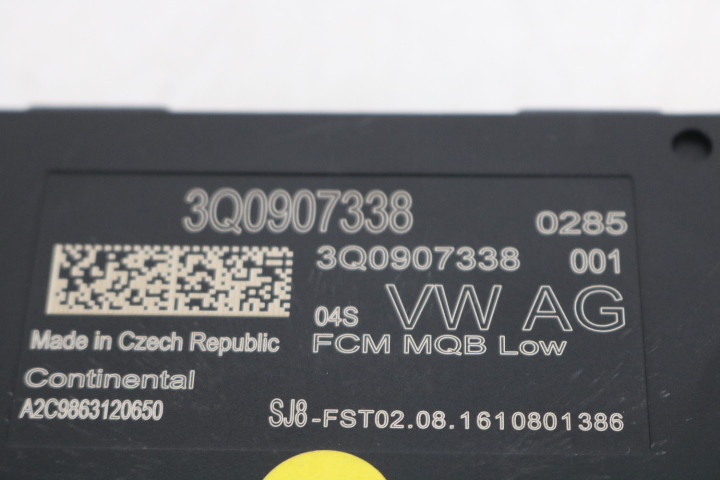 3Q0907338 0285
3Q0907338 001
04S VW AG
Made in Czech Republic FCM MQB Low
Continental
A2C9863120650 SJ8-FST02.08.1610801386